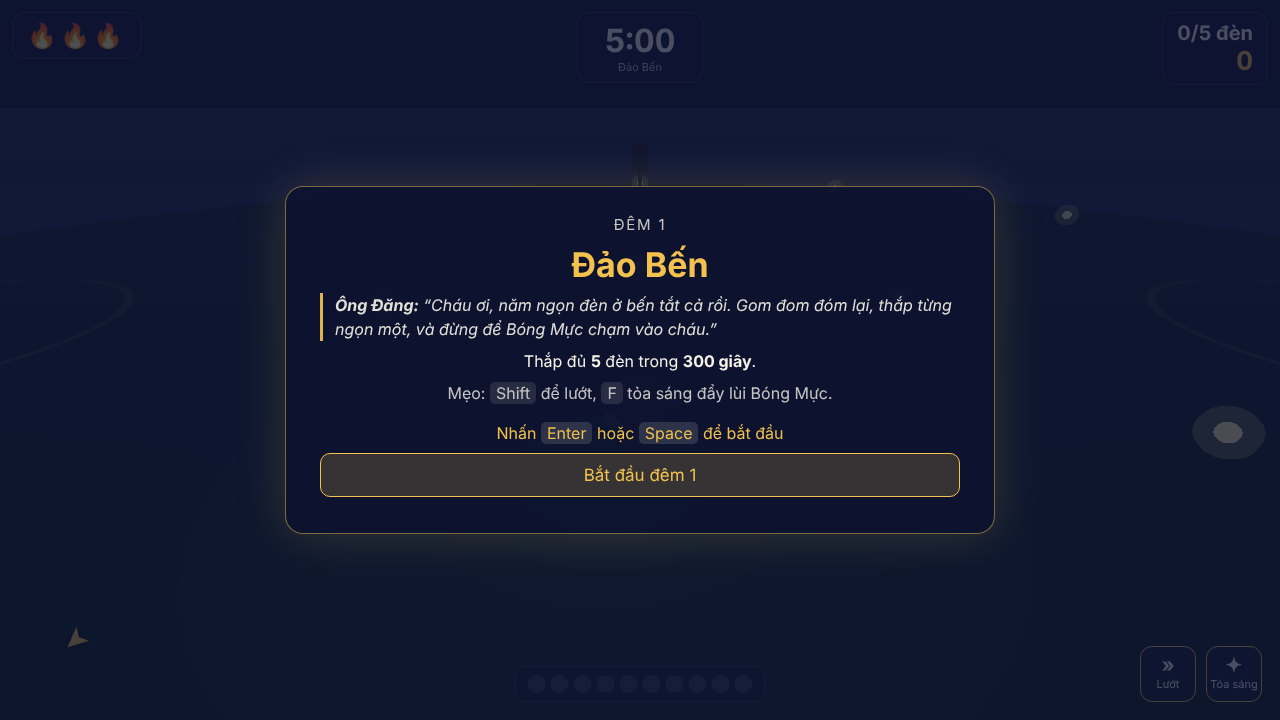 5:00
Đảo Bến
0/5 đèn
0
ĐÊM 1
Đảo Bến
Ông Đăng: “Cháu ơi, năm ngọn đèn ở bến tắt cả rồi. Gom đom đóm lại, thắp từng
ngọn một, và đừng để Bóng Mực chạm vào cháu.”
Thắp đủ 5 đèn trong 300 giây.
Mẹo: Shift để lướt, F tỏa sáng đẩy lùi Bóng Mực.
Nhấn Enter hoặc Space để bắt đầu
Bắt đầu đêm 1
Lướt
Tỏa sáng